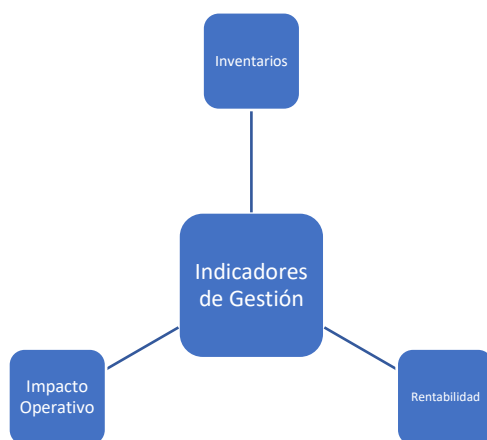 Inventarios
Indicadores
de Gestión
Impacto
Operativo
Rentabilidad